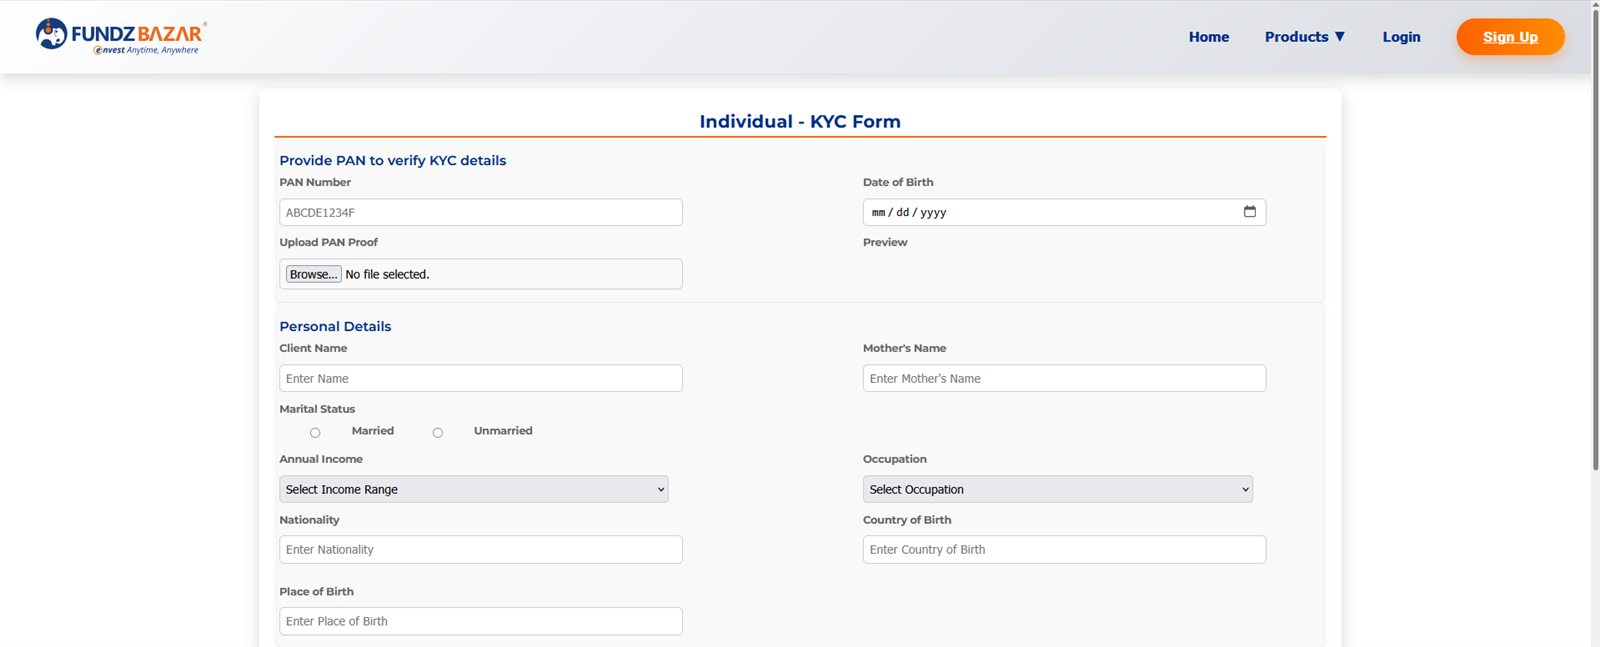 FUNDZBAZAR®
envest Anytime, Anywhere
Home Products ▼ Login Sign Up
Individual - KYC Form
Provide PAN to verify KYC details
PAN Number Date of Birth
ABCDE1234F mm / dd / yyyy
Upload PAN Proof Preview
Browse... No file selected.
Personal Details
Client Name Mother's Name
Enter Name Enter Mother's Name
Marital Status
Married Unmarried
Annual Income Occupation
Select Income Range Select Occupation
Nationality Country of Birth
Enter Nationality Enter Country of Birth
Place of Birth
Enter Place of Birth